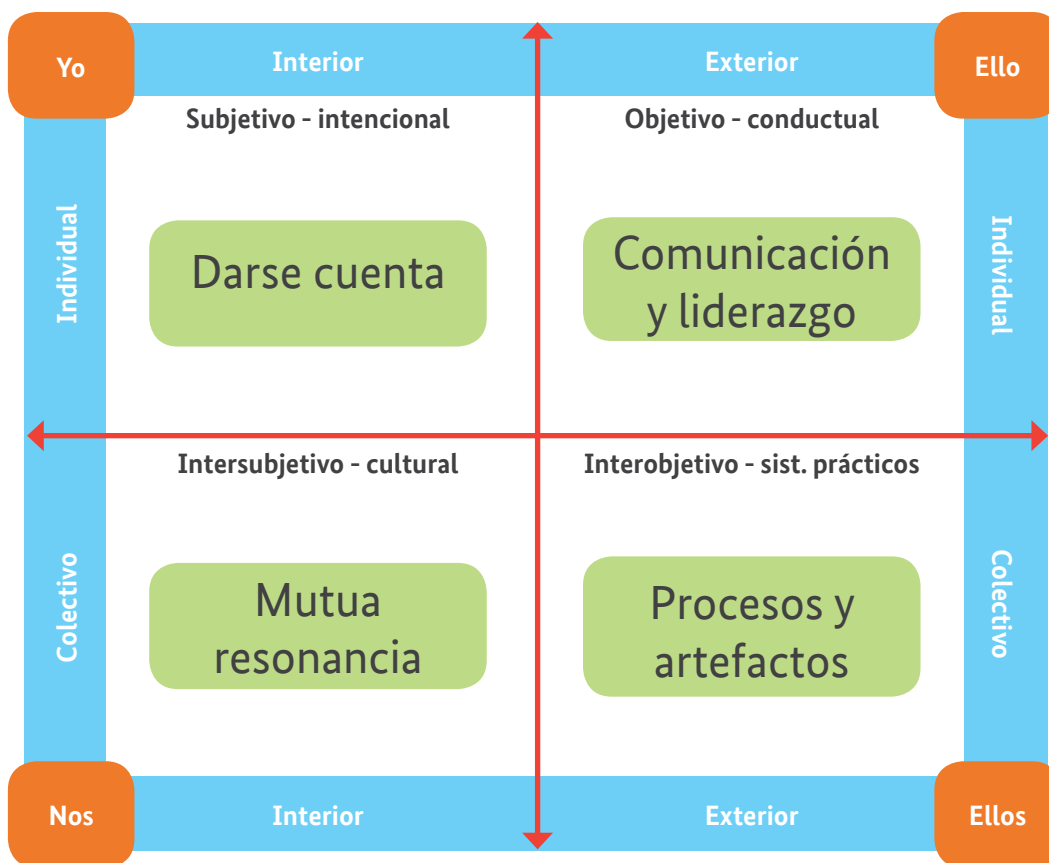 Yo
Interior
Exterior
Ello
Subjetivo - intencional
Objetivo - conductual
Individual
Darse cuenta
Comunicación
y liderazgo
Individual
Intersubjetivo - cultural
Interobjetivo - sist. prácticos
Colectivo
Mutua
resonancia
Procesos y
artefactos
Colectivo
Nos
Interior
Exterior
Ellos